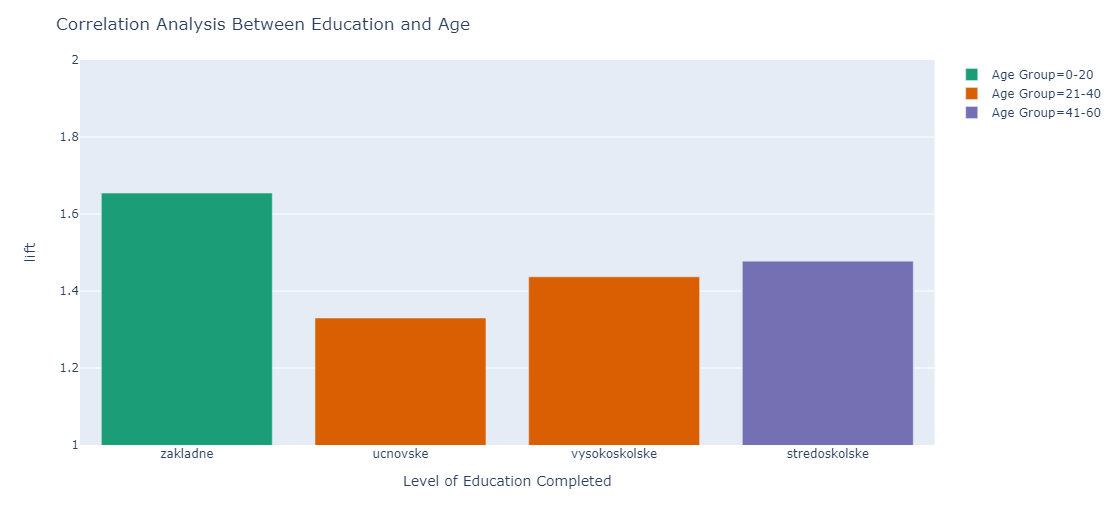 Correlation Analysis Between Education and Age
2
1.8
1.6
1.4
1.2
1
lift
zakladne
ucnovske
vysokoskolske
stredoskolske
Level of Education Completed
Age Group=0-20
Age Group=21-40
Age Group=41-60